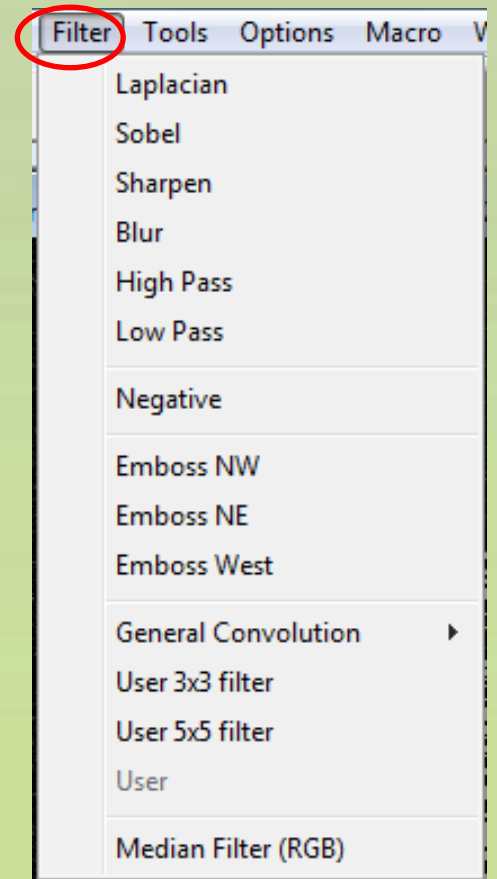 Filter Tools Options Macro
Laplacian
Sobel
Sharpen
Blur
High Pass
Low Pass
Negative
Emboss NW
Emboss NE
Emboss West
General Convolution
User 3x3 filter
User 5x5 filter
User
Median Filter (RGB)